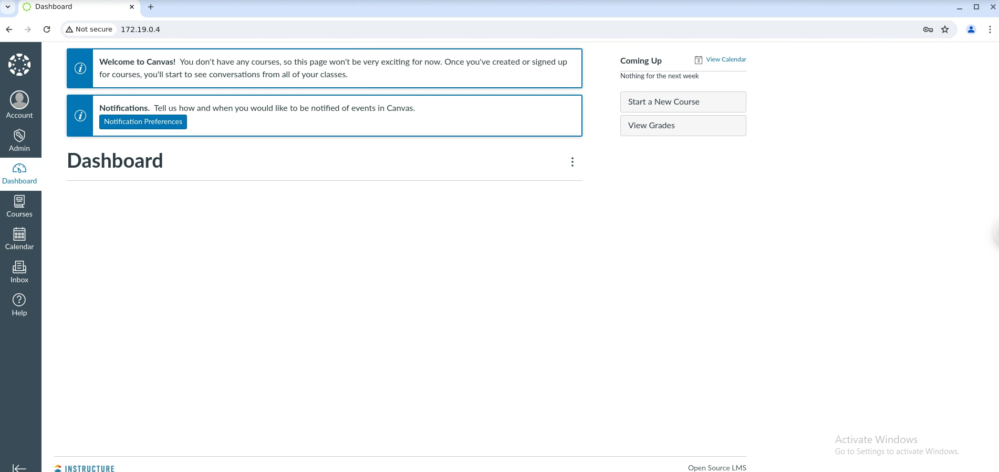 Dashboard
Not secure
172.19.0.4
Account
Admin
Dashboard
Courses
Calendar
Inbox
Help
Welcome to Canvas! You don't have any courses, so this page won't be very exciting for now. Once you've created or signed up
for courses, you'll start to see conversations from all of your classes.
Notifications. Tell us how and when you would like to be notified of events in Canvas.
Notification Preferences
Dashboard
Coming Up
3
View Calendar
Nothing for the next week
Start a New Course
View Grades
Activate Windows
Go to Settings to activate Windows.
INSTRUCTURE
Open Source LMS